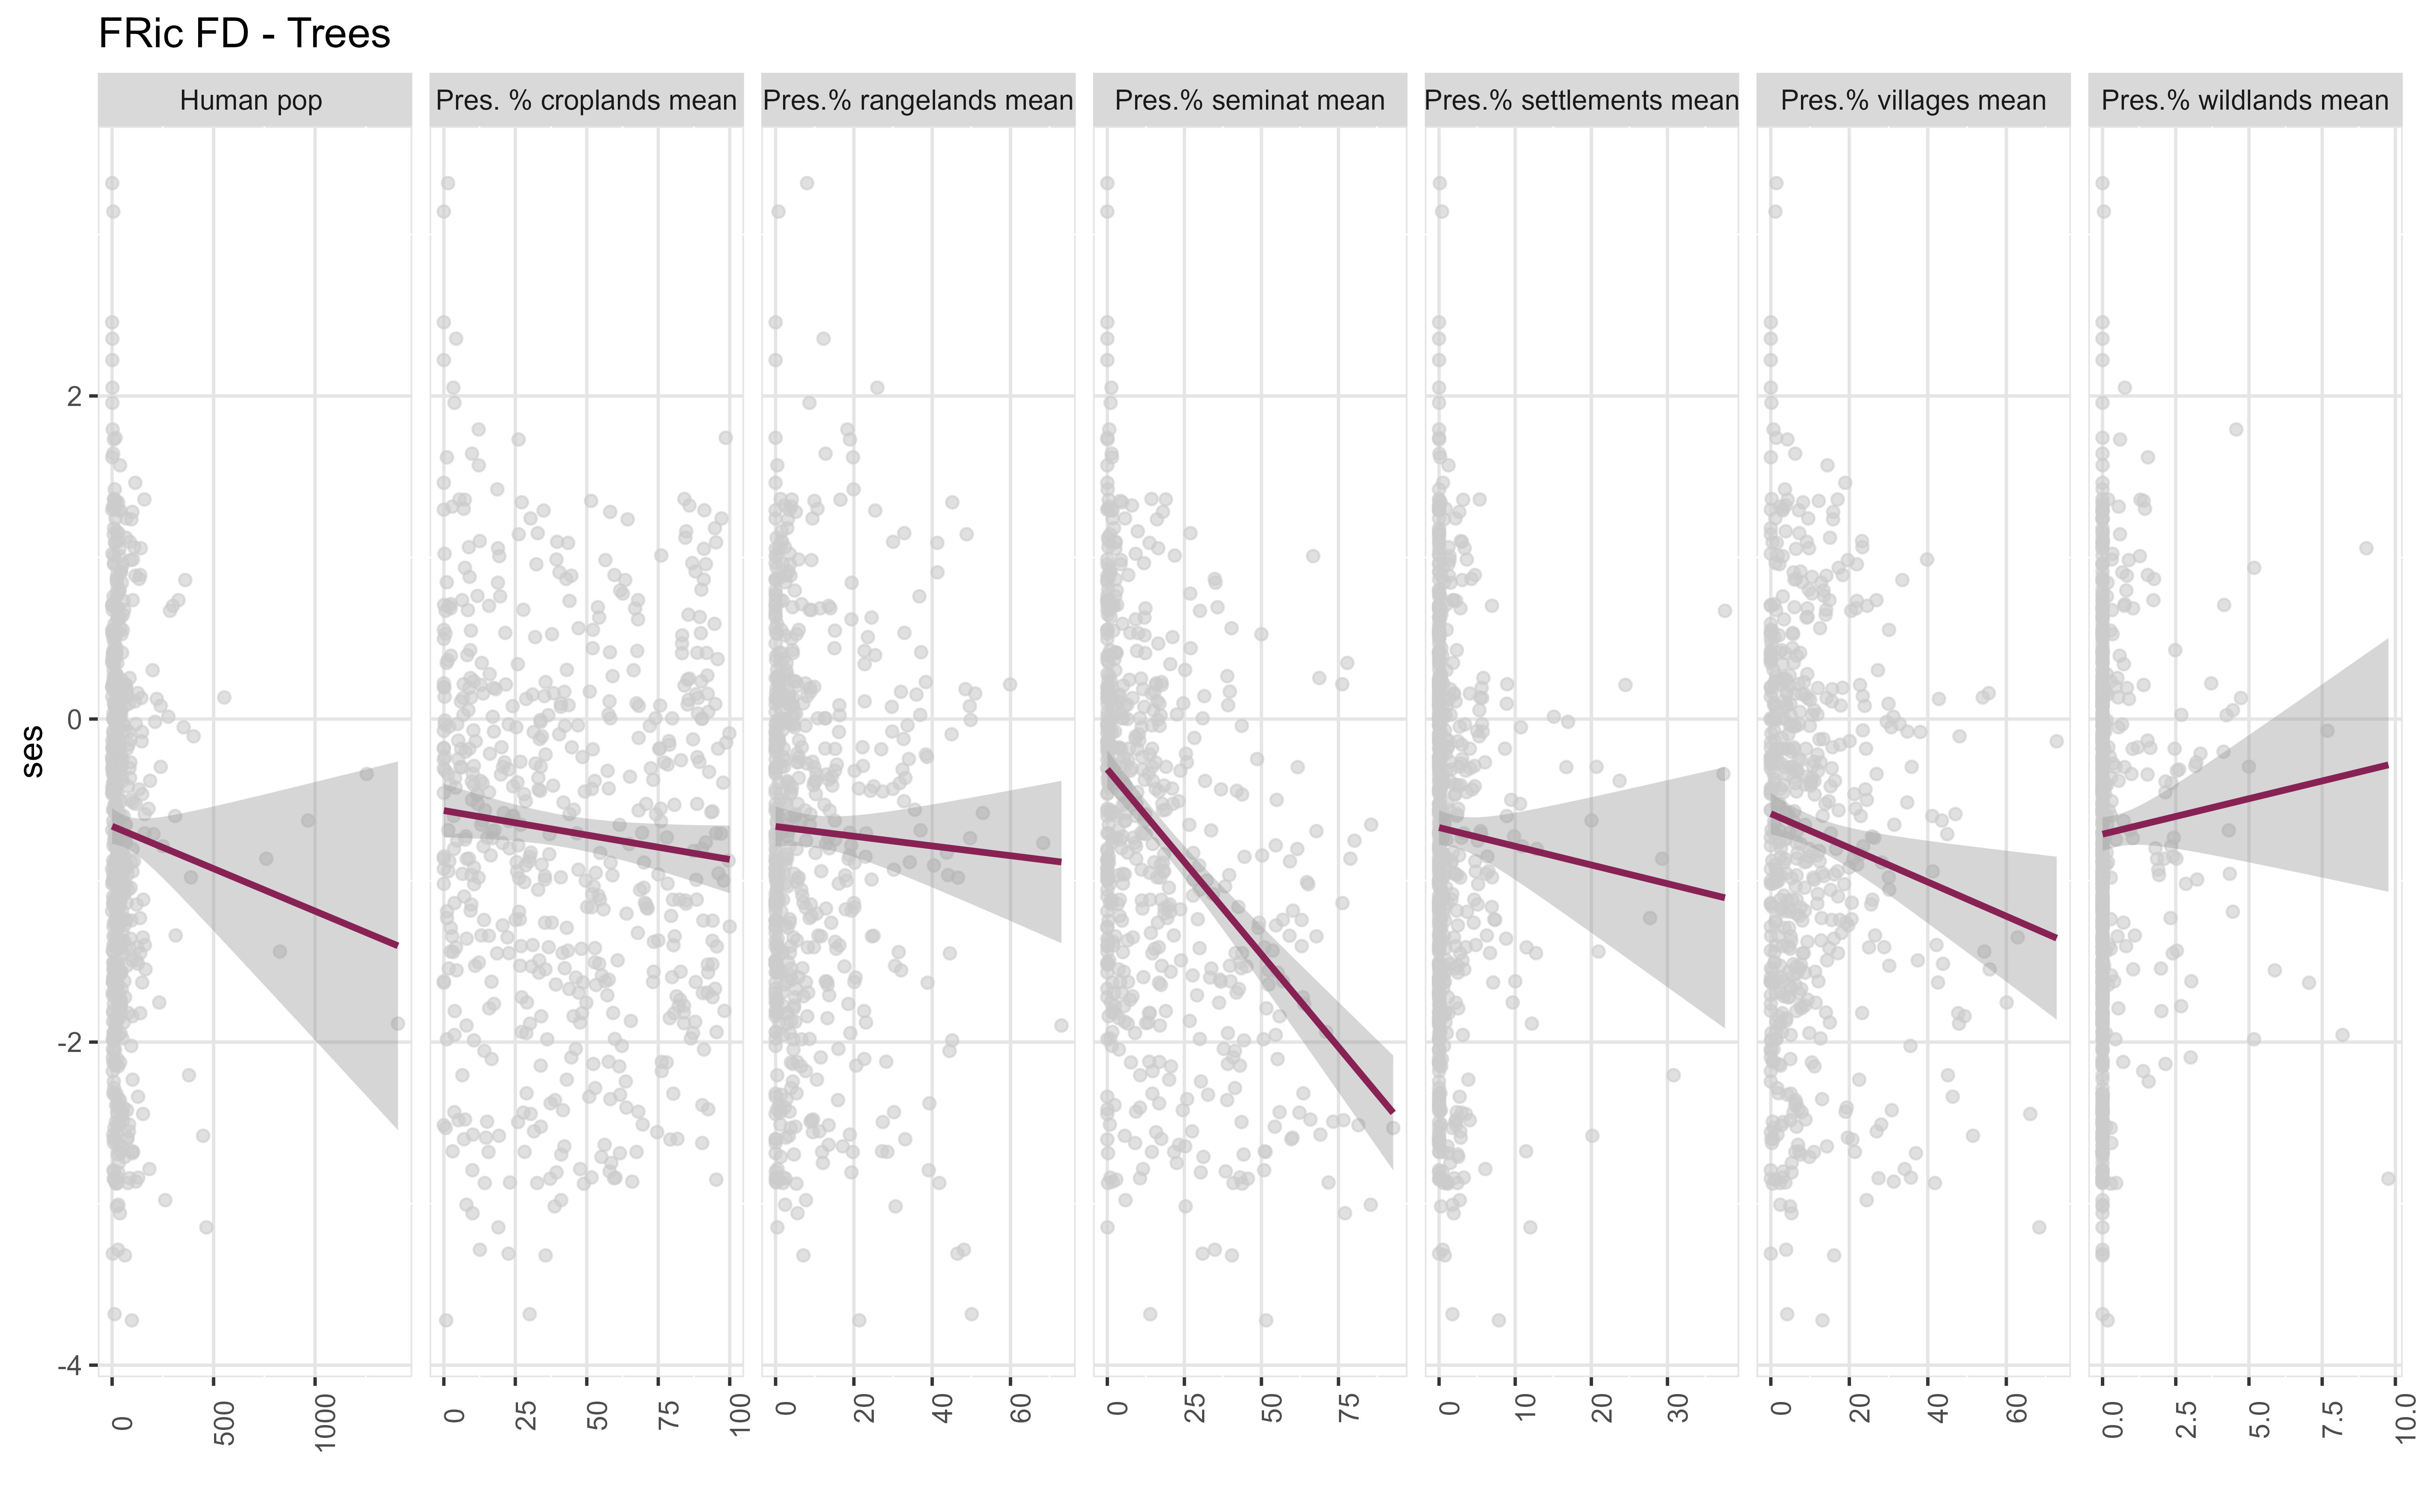 FRic FD - Trees
Human pop
Pres. % croplands mean
Pres.% rangelands mean
Pres.% seminat mean
Pres.% settlements mean
Pres.% villages mean
Pres.% wildlands mean
ses
2
0
-2
-4
0 500 1000
0 25 50 75 100
0 20 40 60
0 25 50 75
0 10 20 30
0 20 40 60
0.0 2.5 5.0 7.5 10.0